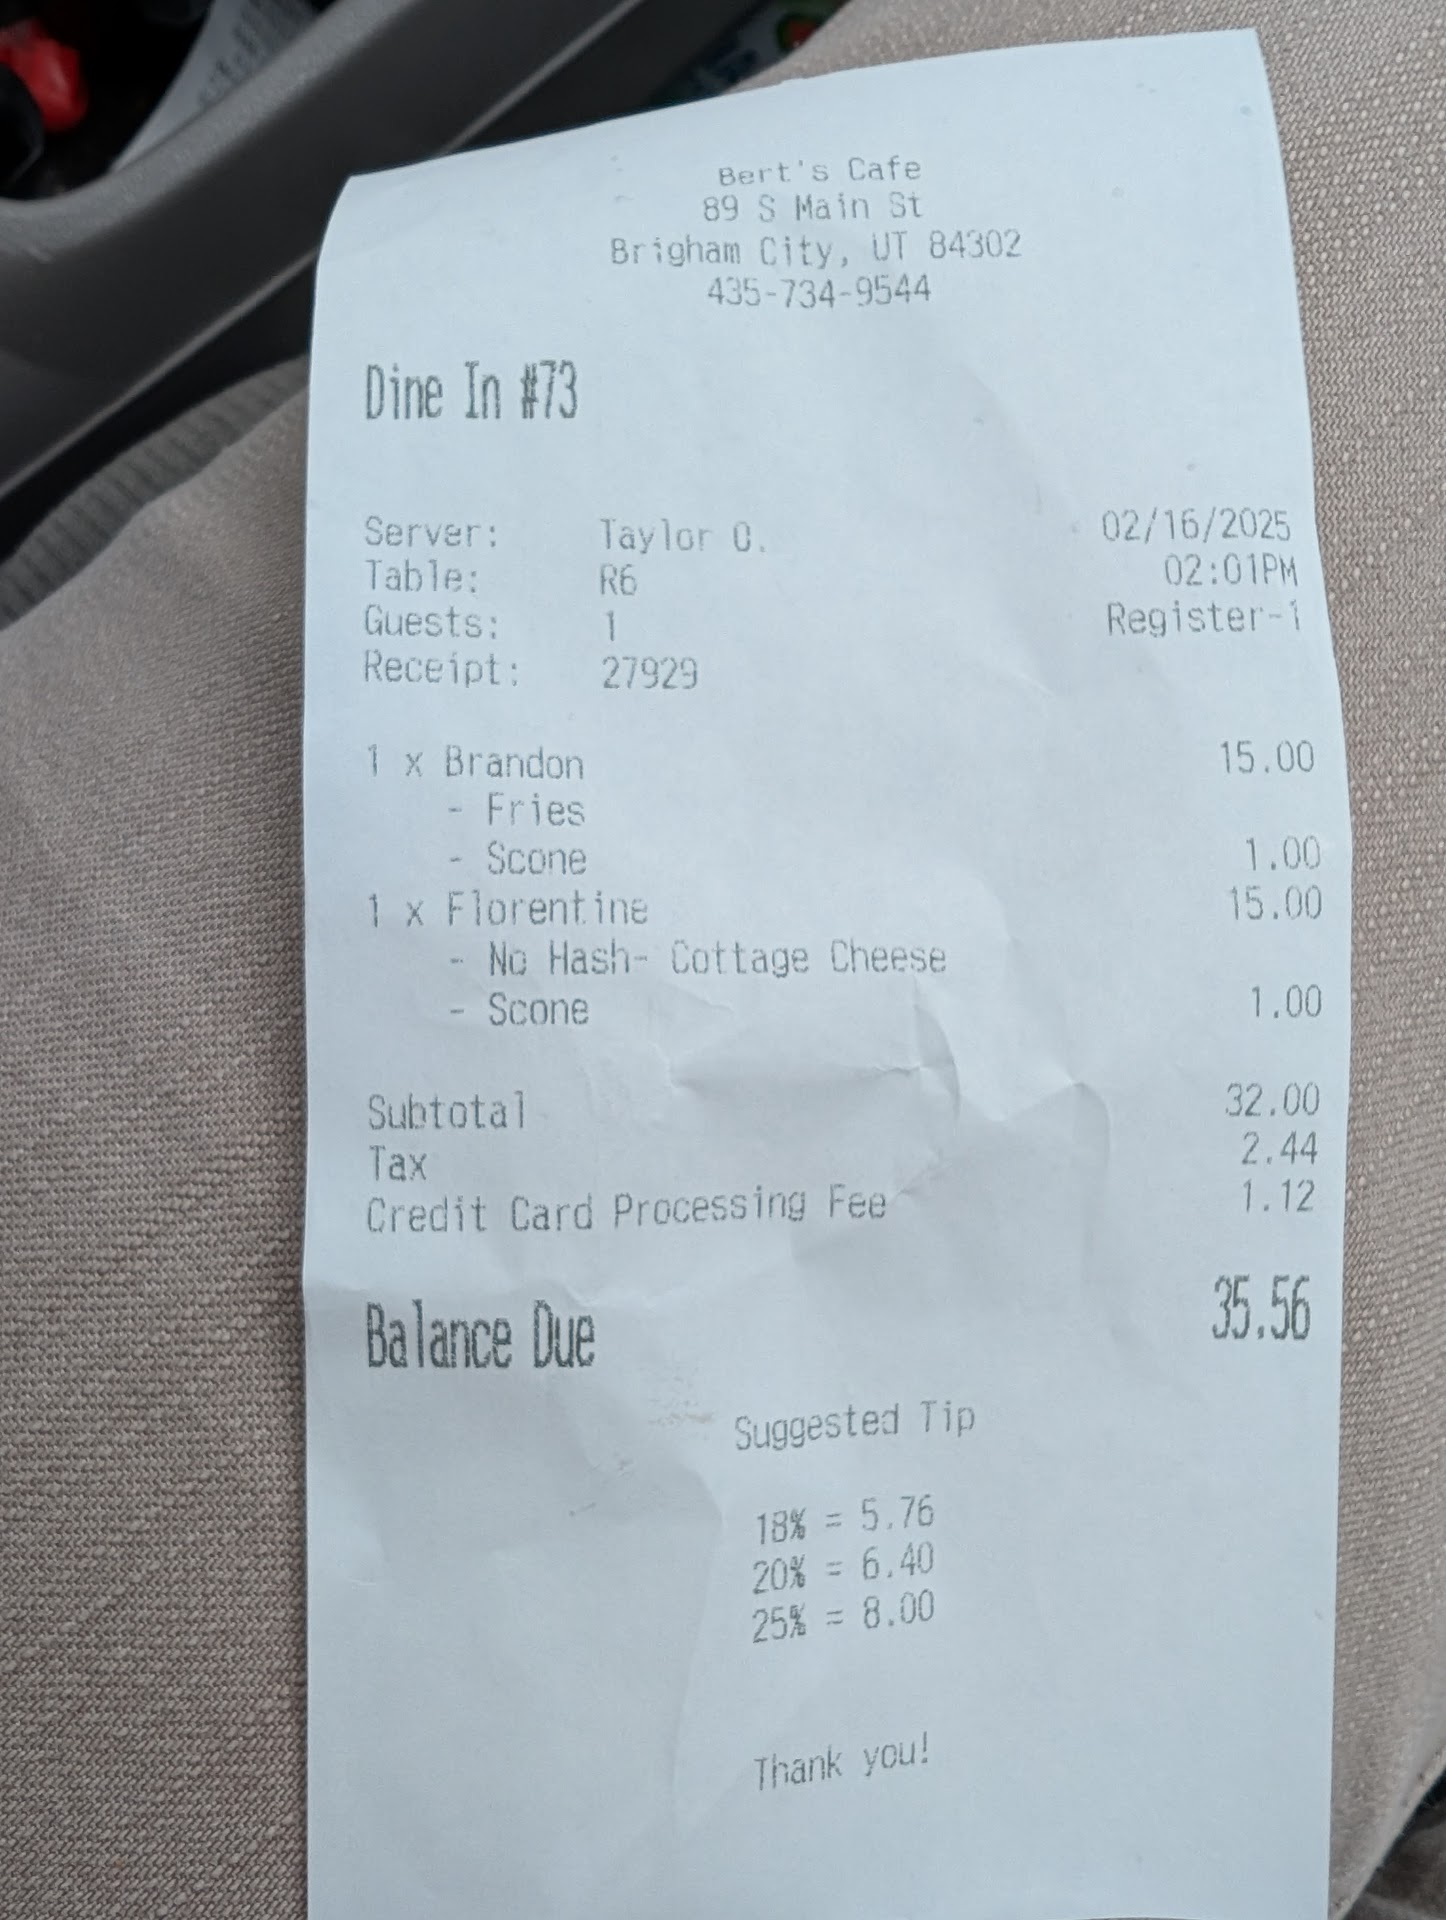 Bert's Cafe
89 S Main St
Brigham City, UT 84302
435-734-9544
Dine In #73
Server: Taylor O. 02/16/2025
Table: R6 02:01PM
Guests: 1 Register-1
Receipt: 27929
1 x Brandon 15.00
- Fries
- Scone 1.00
1 x Florentine 15.00
- No Hash- Cottage Cheese
- Scone 1.00
Subtotal 32.00
Tax 2.44
Credit Card Processing Fee 1.12
Balance Due 35.56
Suggested Tip
18% = 5.76
20% = 6.40
25% = 8.00
Thank you!